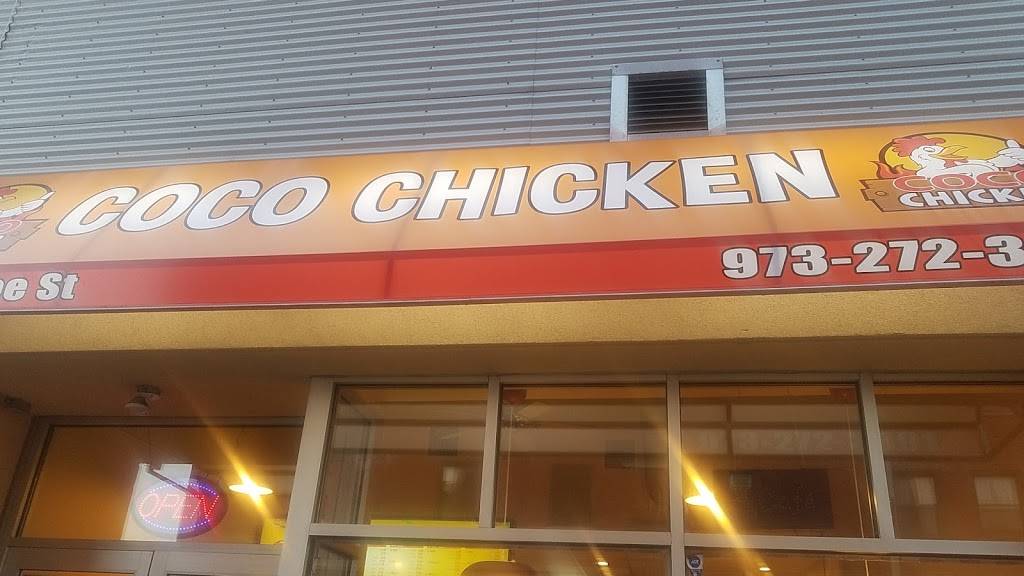 COCO CHICKEN
COCO
CHICK
St
973-272-3
OPEN